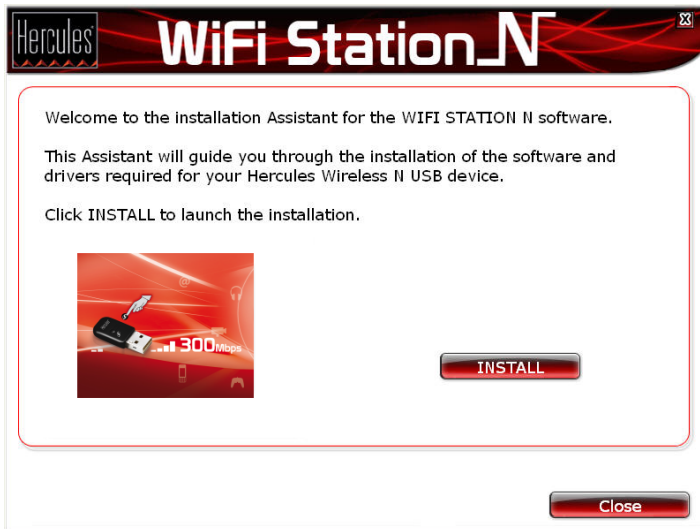 Hercules
WiFi Station N
Welcome to the installation Assistant for the WIFI STATION N software.
This Assistant will guide you through the installation of the software and
drivers required for your Hercules Wireless N USB device.
Click INSTALL to launch the installation.
@
300Mbps
INSTALL
Close